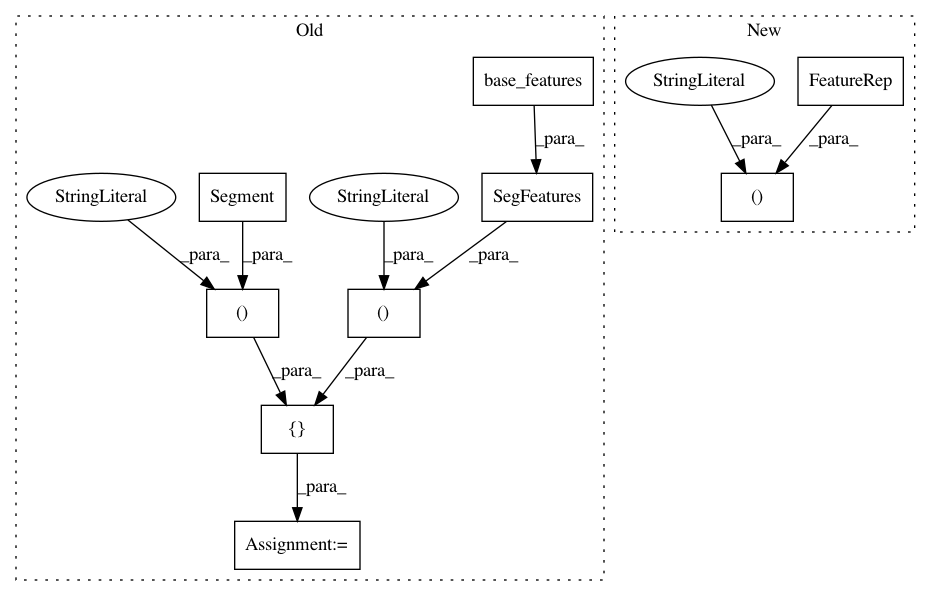 Old
New
base_features
StringLiteral
FeatureRep
_para_
_para_
_para_
StringLiteral
Segment
StringLiteral
SegFeatures
()
_para_
_para_
_para_
_para_
()
()
_para_
_para_
{}
_para_
Assignment:=